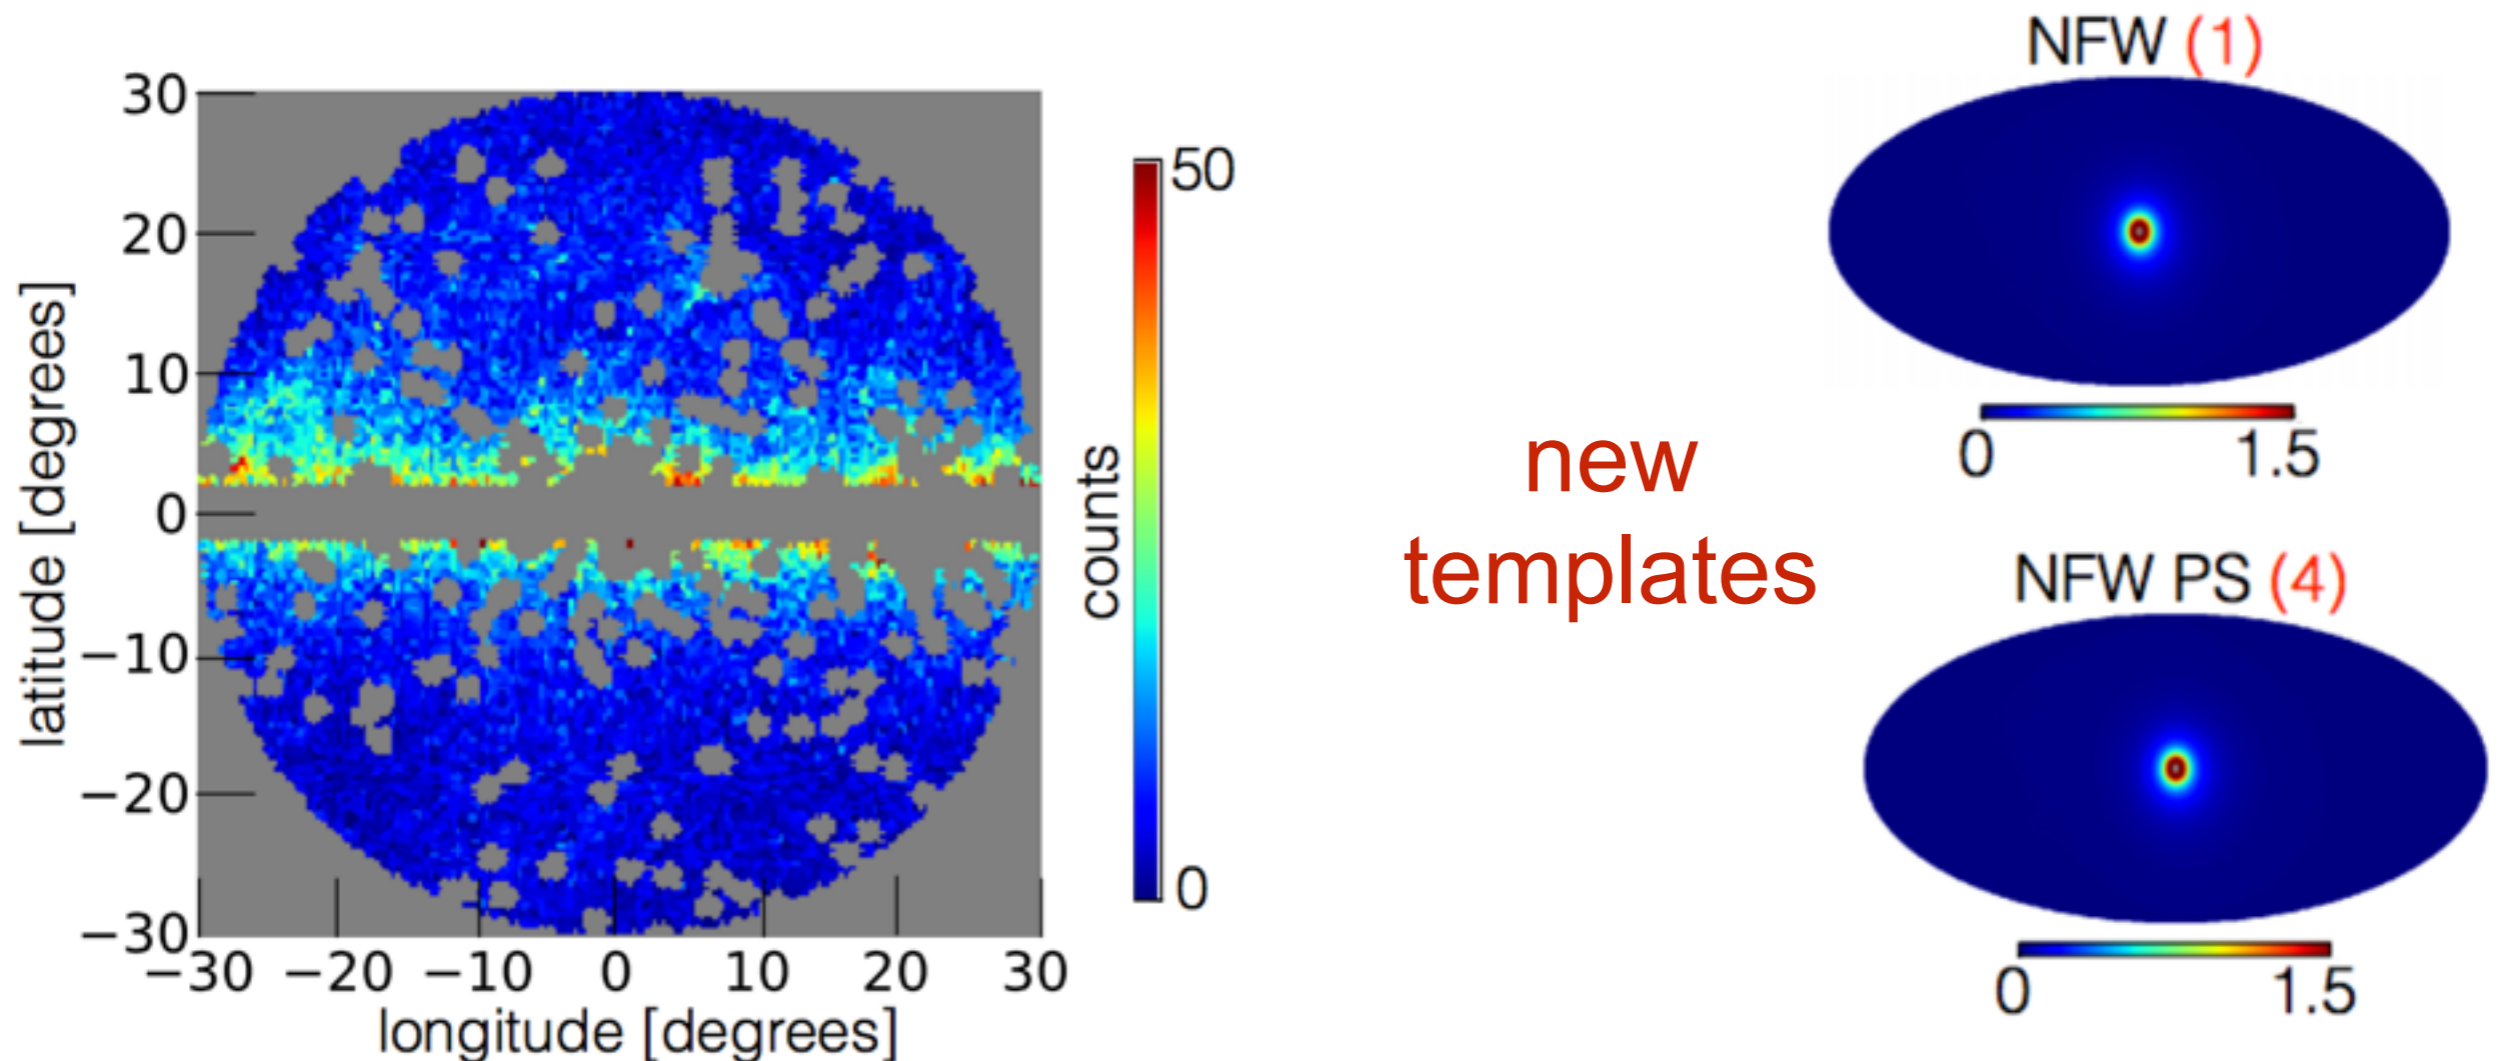 30
20
10
0
−10
−20
−30
latitude [degrees]
−30 −20 −10 0 10 20 30
longitude [degrees]
50
counts
0
new
templates
NFW (1)
0 1.5
NFW PS (4)
0 1.5